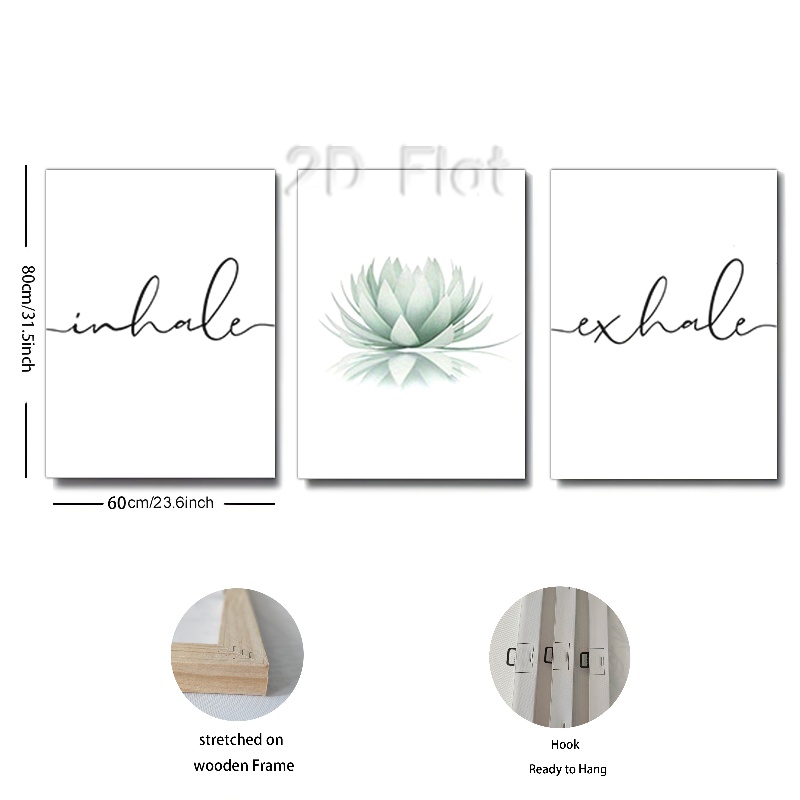 2D Flat
inhale
exhale
80cm/31.5inch
60cm/23.6inch
stretched on
wooden Frame
Hook
Ready to Hang